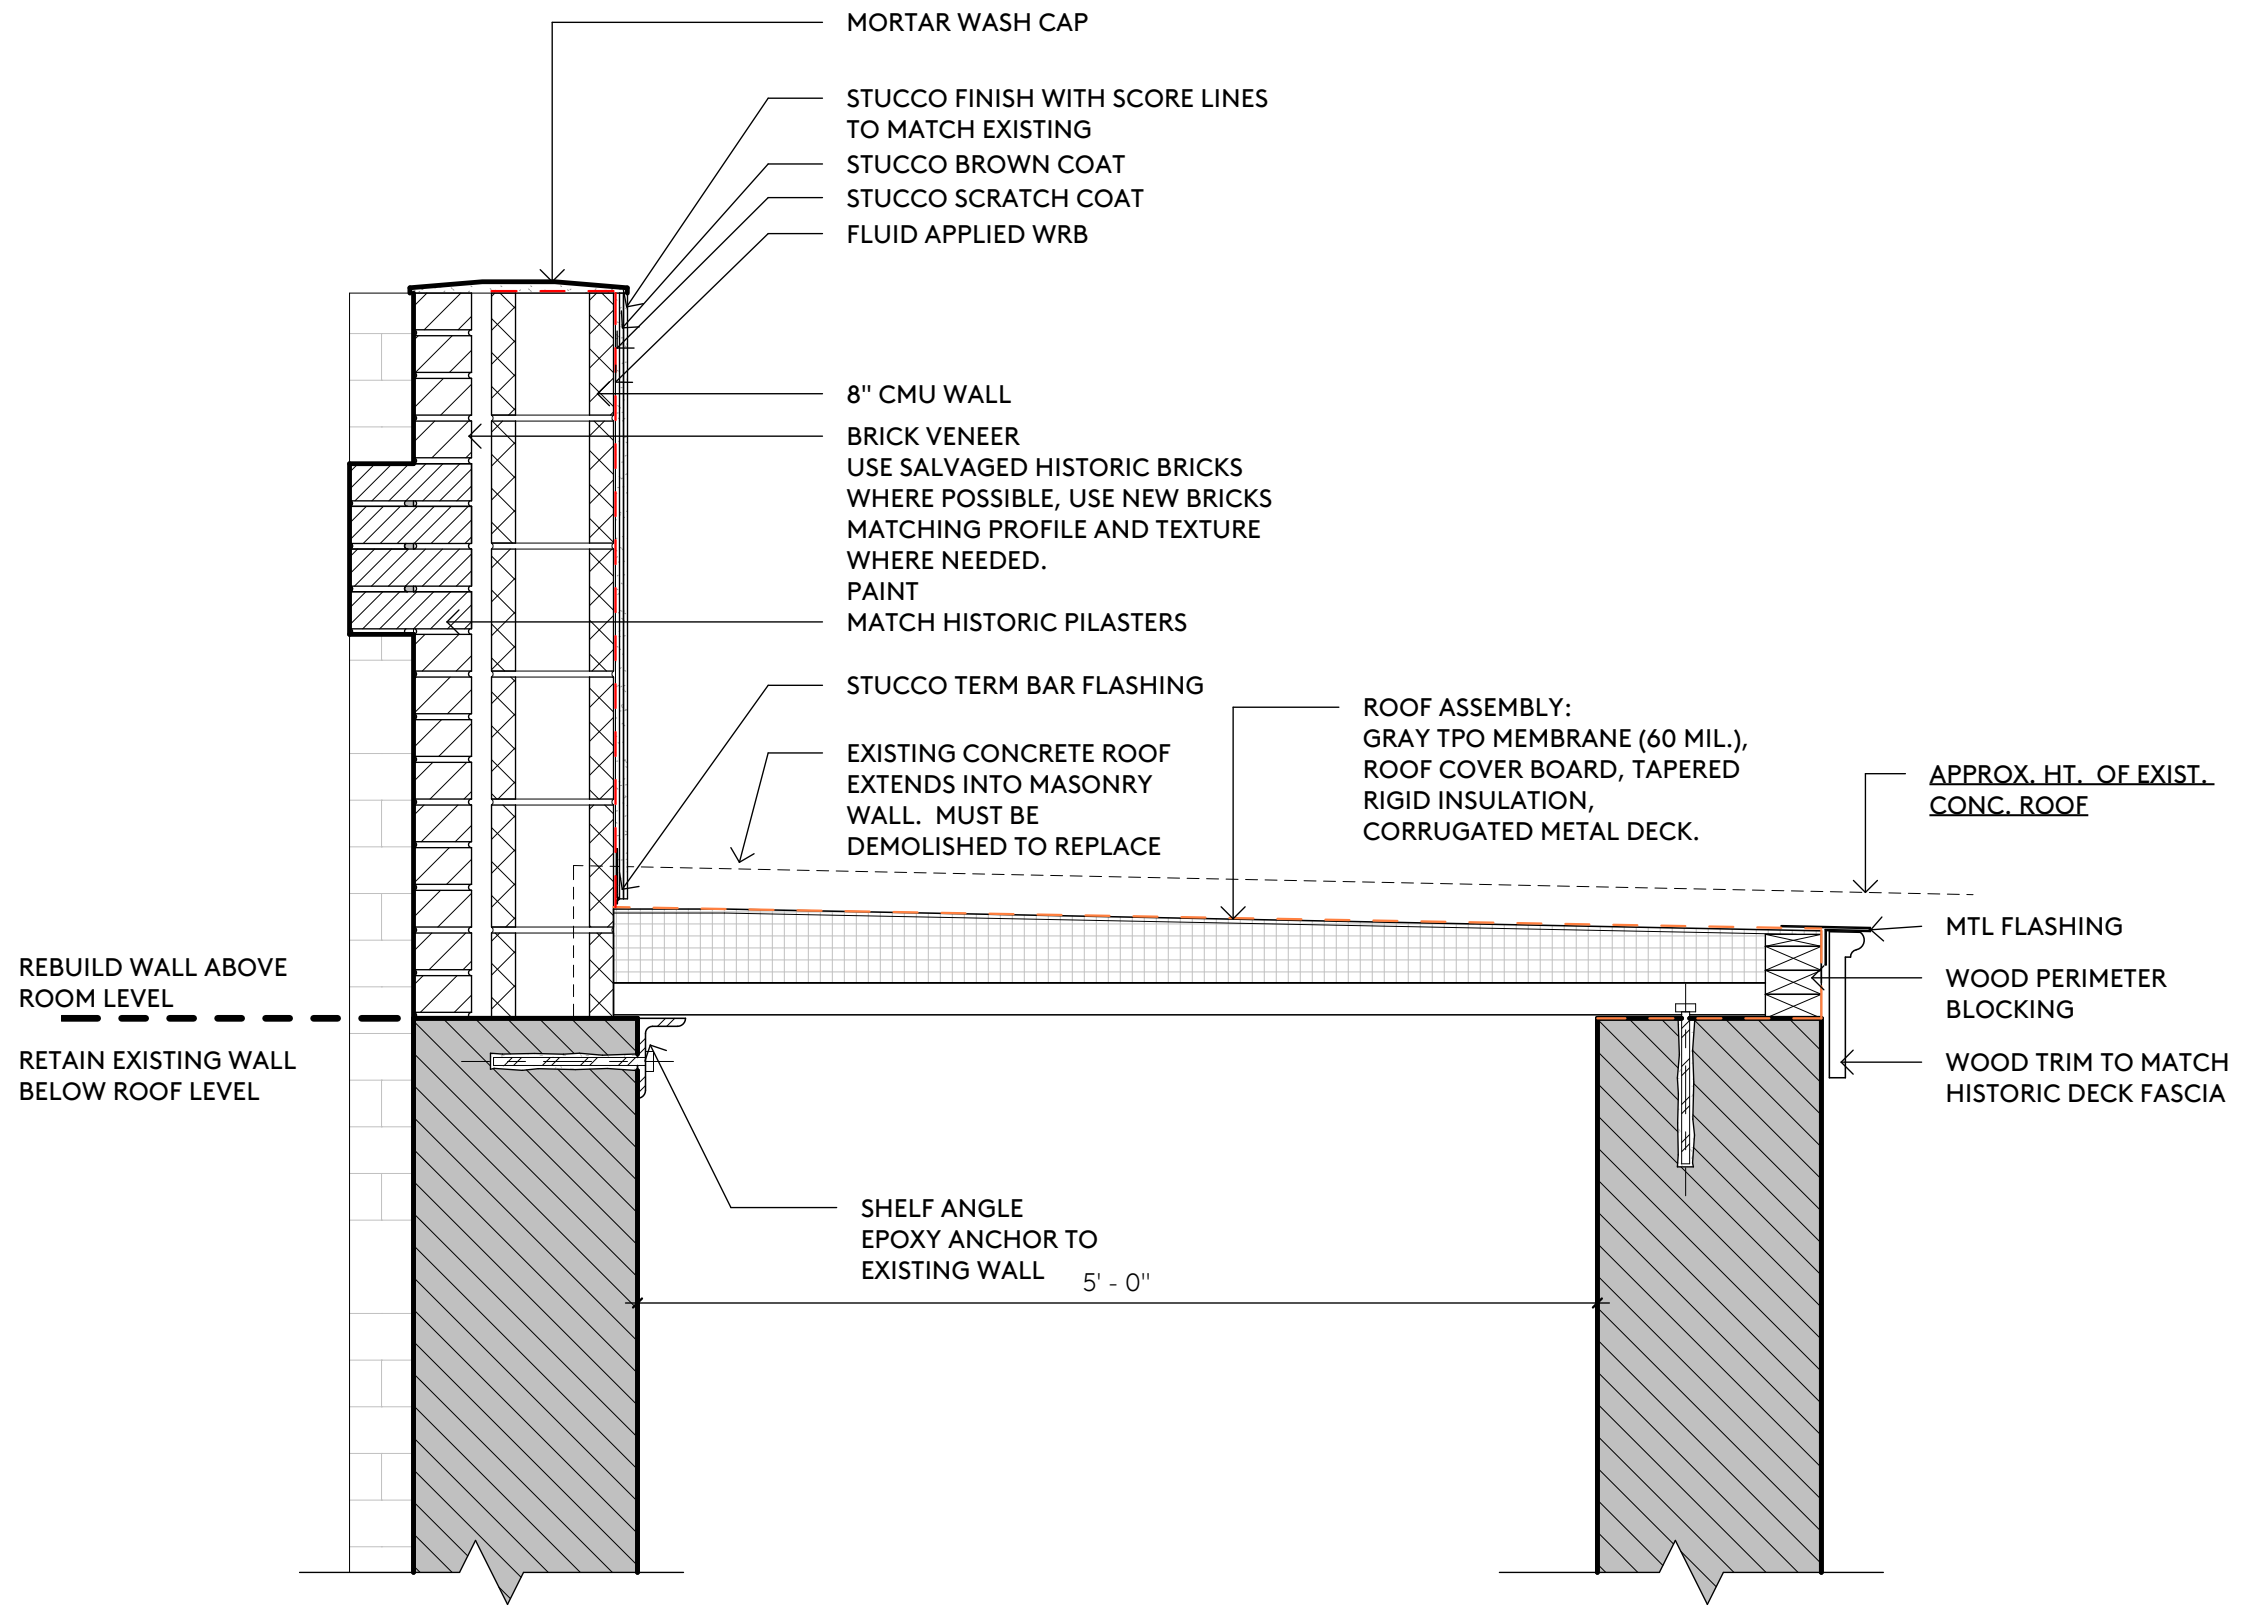 MORTAR WASH CAP
STUCCO FINISH WITH SCORE LINES
TO MATCH EXISTING
STUCCO BROWN COAT
STUCCO SCRATCH COAT
FLUID APPLIED WRB
8" CMU WALL
BRICK VENEER
USE SALVAGED HISTORIC BRICKS
WHERE POSSIBLE, USE NEW BRICKS
MATCHING PROFILE AND TEXTURE
WHERE NEEDED.
PAINT
MATCH HISTORIC PILASTERS
STUCCO TERM BAR FLASHING
EXISTING CONCRETE ROOF
EXTENDS INTO MASONRY
WALL. MUST BE
DEMOLISHED TO REPLACE
ROOF ASSEMBLY:
GRAY TPO MEMBRANE (60 MIL.),
ROOF COVER BOARD, TAPERED
RIGID INSULATION,
CORRUGATED METAL DECK.
APPROX. HT. OF EXIST.
CONC. ROOF
MTL FLASHING
WOOD PERIMETER
BLOCKING
WOOD TRIM TO MATCH
HISTORIC DECK FASCIA
REBUILD WALL ABOVE
ROOM LEVEL
RETAIN EXISTING WALL
BELOW ROOF LEVEL
SHELF ANGLE
EPOXY ANCHOR TO
EXISTING WALL
5' - 0"